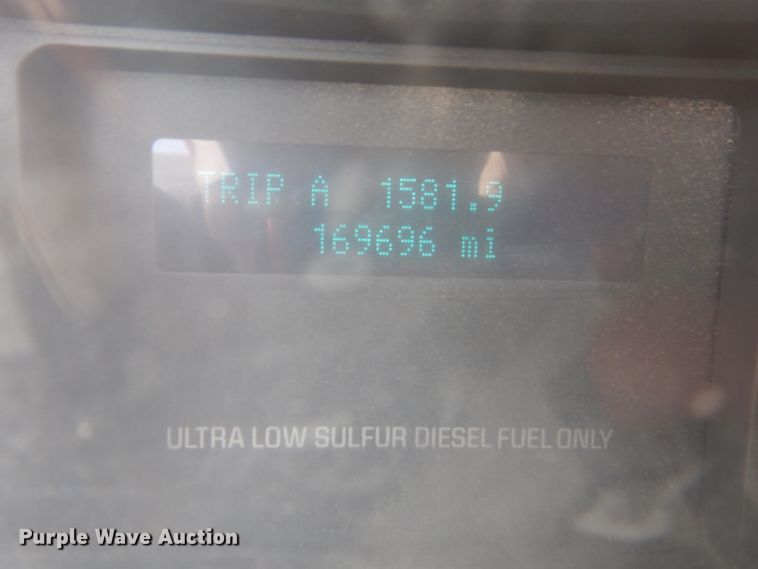 TRIP A 1581.9
169696 mi
ULTRA LOW SULFUR DIESEL FUEL ONLY
Purple Wave Auction